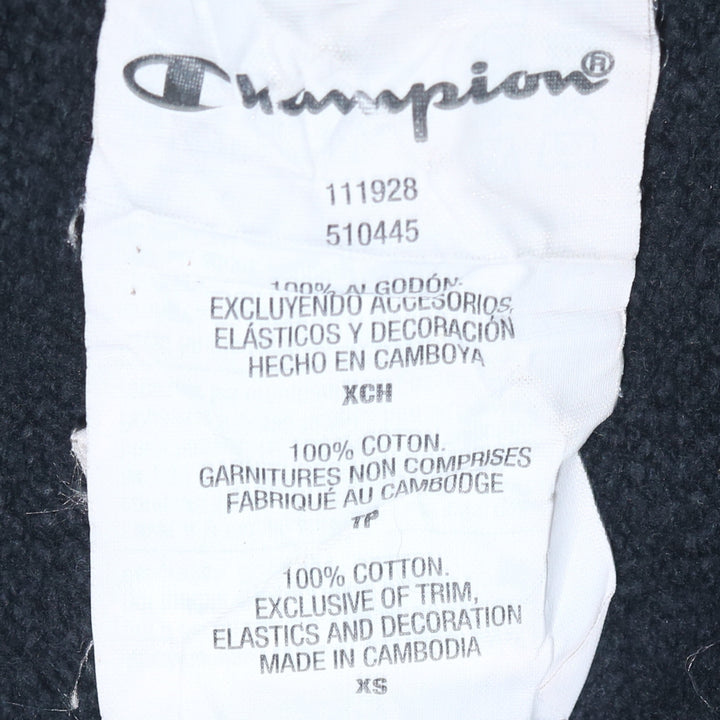 Champion®
111928
510445
100% ALGODÓN.
EXCLUYENDO ACCESORIOS,
ELÁSTICOS Y DECORACIÓN
HECHO EN CAMBOYA
XCH
100% COTON.
GARNITURES NON COMPRISES
FABRIQUÉ AU CAMBODGE
TP
100% COTTON.
EXCLUSIVE OF TRIM,
ELASTICS AND DECORATION
MADE IN CAMBODIA
XS